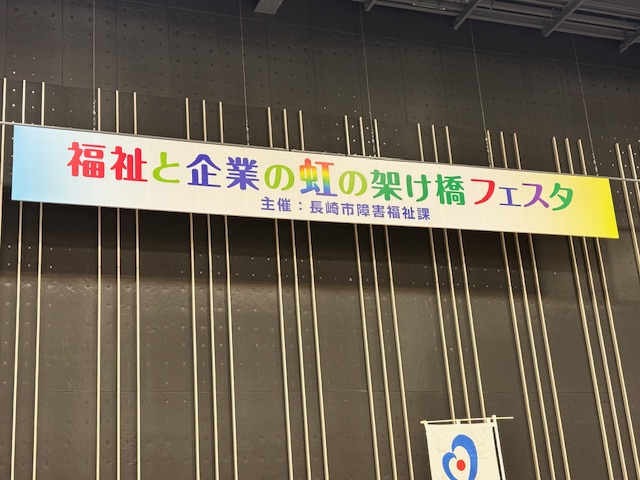 福祉と企業の虹の架け橋フェスタ
主催：長崎市障害福祉課